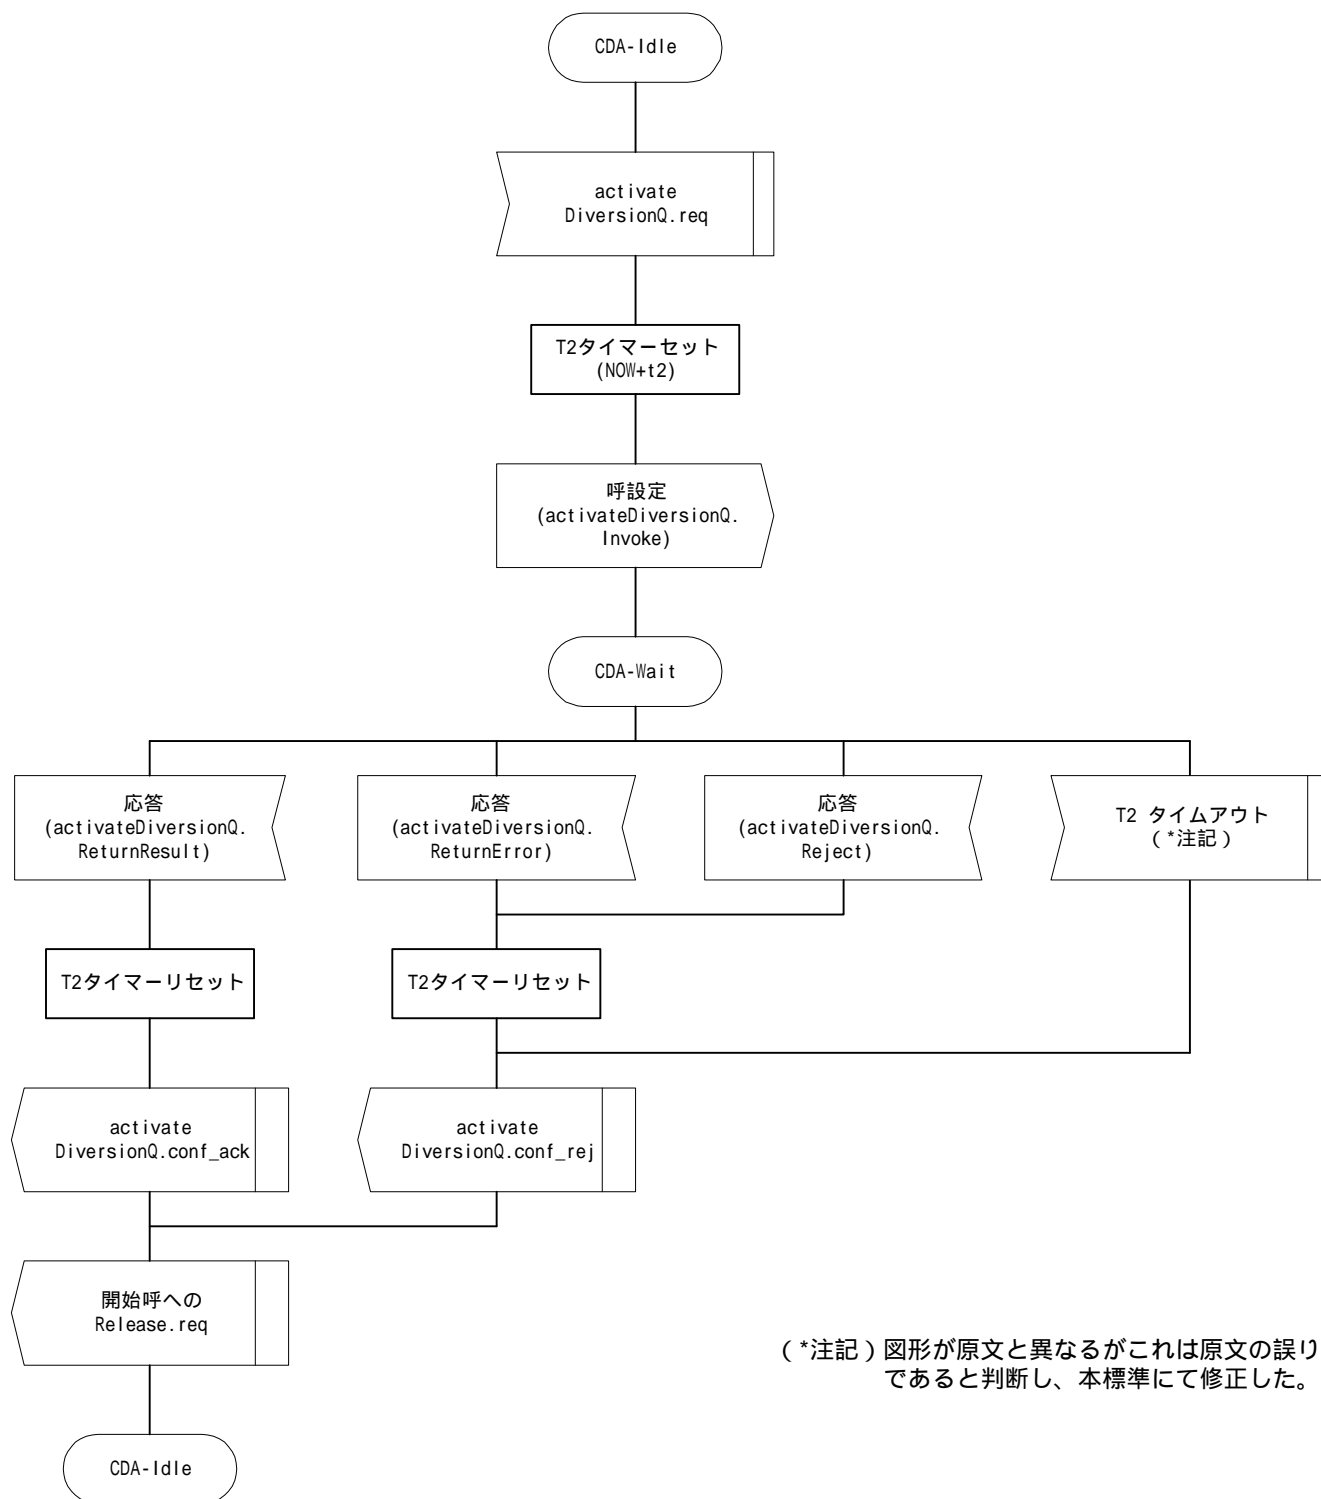 CDA-Idle
activate
DiversionQ.req
T2タイマーセット
(NOW+t2)
呼設定
(activateDiversionQ.
Invoke)
CDA-Wait
応答
(activateDiversionQ.
ReturnResult)
応答
(activateDiversionQ.
ReturnError)
応答
(activateDiversionQ.
Reject)
T2 タイムアウト
(*注記)
T2タイマーリセット
T2タイマーリセット
activate
DiversionQ.conf_ack
activate
DiversionQ.conf_rej
開始呼への
Release.req
(*注記)図形が原文と異なるがこれは原文の誤り
であると判断し、本標準にて修正した。
CDA-Idle